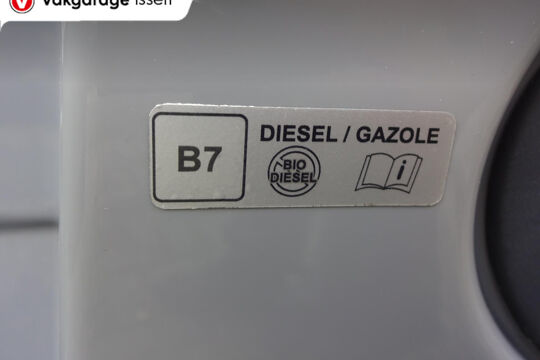 Vakgarage Issen
B7
DIESEL / GAZOLE
BIO
DIESEL
i